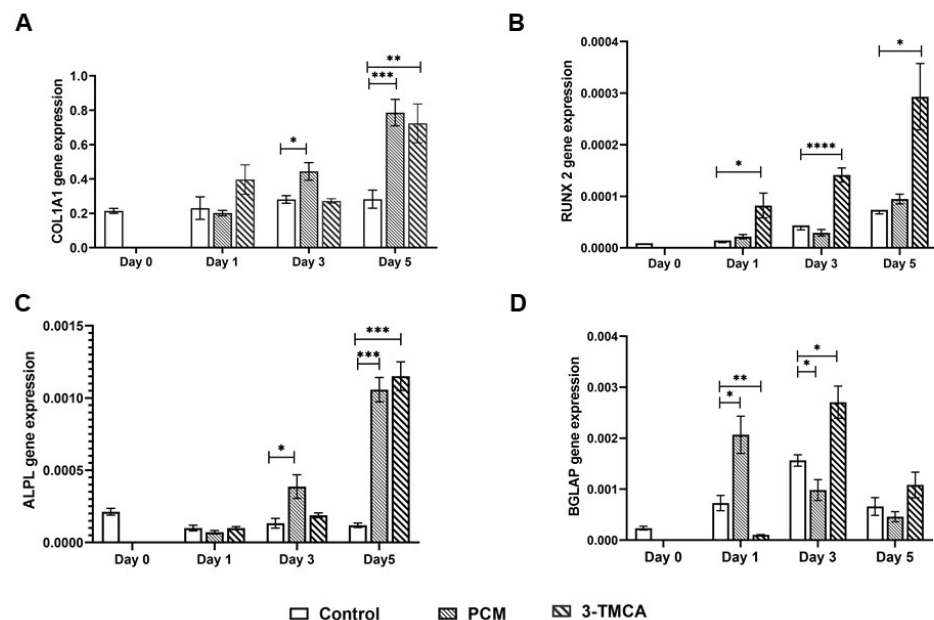 A
COL1A1 gene expression
1.0
0.8
0.6
0.4
0.2
0.0
*
***
**
Day 0 Day 1 Day 3 Day 5
B
RUNX 2 gene expression
0.0004
0.0003
0.0002
0.0001
0.0000
*
****
*
Day 0 Day 1 Day 3 Day 5
C
ALPL gene expression
0.0015
0.0010
0.0005
0.0000
*
***
***
Day 0 Day 1 Day 3 Day5
D
BGLAP gene expression
0.004
0.003
0.002
0.001
0.000
*
**
*
*
Day 0 Day 1 Day 3 Day 5
Control PCM 3-TMCA